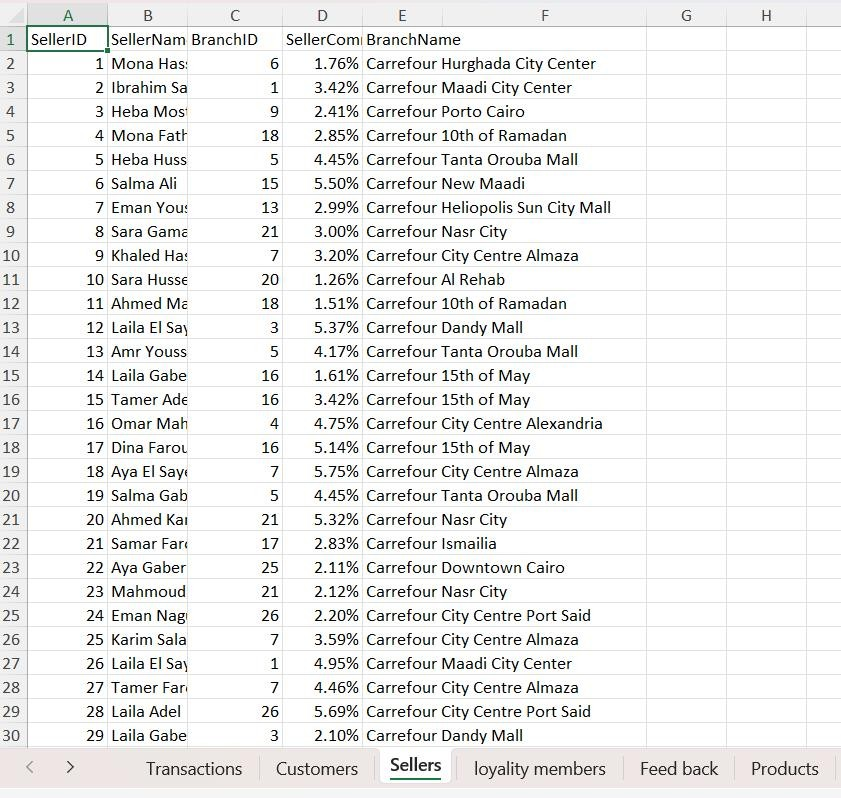 A B C D E F G H
1 SellerID SellerNam BranchID SellerCom BranchName
2 1 Mona Has 6 1.76% Carrefour Hurghada City Center
3 2 Ibrahim Sa 1 3.42% Carrefour Maadi City Center
4 3 Heba Most 9 2.41% Carrefour Porto Cairo
5 4 Mona Fath 18 2.85% Carrefour 10th of Ramadan
6 5 Heba Huss 5 4.45% Carrefour Tanta Orouba Mall
7 6 Salma Ali 15 5.50% Carrefour New Maadi
8 7 Eman Yous 13 2.99% Carrefour Heliopolis Sun City Mall
9 8 Sara Gama 21 3.00% Carrefour Nasr City
10 9 Khaled Has 7 3.20% Carrefour City Centre Almaza
11 10 Sara Husse 20 1.26% Carrefour Al Rehab
12 11 Ahmed Ma 18 1.51% Carrefour 10th of Ramadan
13 12 Laila El Say 3 5.37% Carrefour Dandy Mall
14 13 Amr Youss 5 4.17% Carrefour Tanta Orouba Mall
15 14 Laila Gabe 16 1.61% Carrefour 15th of May
16 15 Tamer Ade 16 3.42% Carrefour 15th of May
17 16 Omar Mah 4 4.75% Carrefour City Centre Alexandria
18 17 Dina Farou 16 5.14% Carrefour 15th of May
19 18 Aya El Saye 7 5.75% Carrefour City Centre Almaza
20 19 Salma Gab 5 4.45% Carrefour Tanta Orouba Mall
21 20 Ahmed Kar 21 5.32% Carrefour Nasr City
22 21 Samar Faro 17 2.83% Carrefour Ismailia
23 22 Aya Gaber 25 2.11% Carrefour Downtown Cairo
24 23 Mahmoud 21 2.12% Carrefour Nasr City
25 24 Eman Nag 26 2.20% Carrefour City Centre Port Said
26 25 Karim Sala 7 3.59% Carrefour City Centre Almaza
27 26 Laila El Say 1 4.95% Carrefour Maadi City Center
28 27 Tamer Far 7 4.46% Carrefour City Centre Almaza
29 28 Laila Adel 26 5.69% Carrefour City Centre Port Said
30 29 Laila Gabe 3 2.10% Carrefour Dandy Mall
Transactions Customers Sellers loyality members Feed back Products